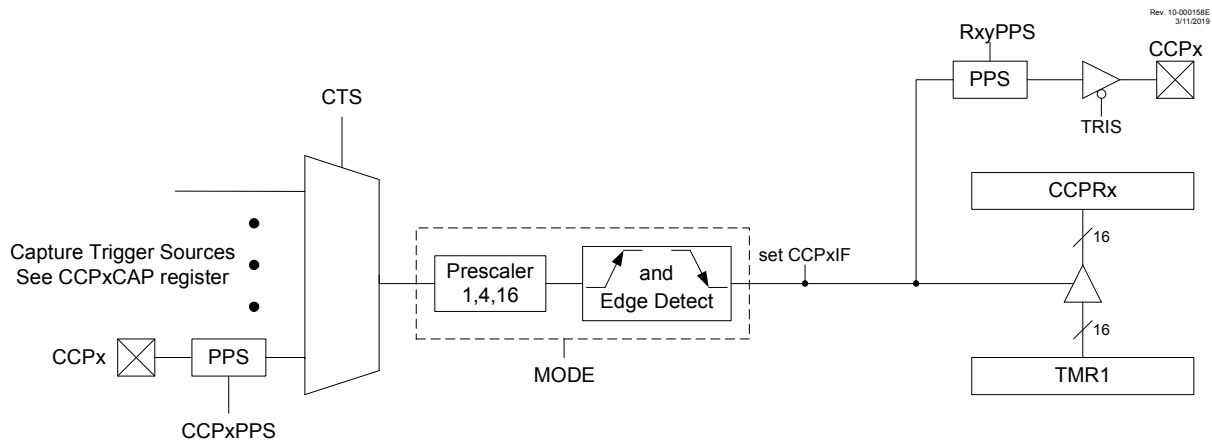 Rev. 10-000158E
3/11/2019
RxyPPS
CCPx
PPS
TRIS
CTS
CCPRx
16
Capture Trigger Sources
See CCPxCAP register
Prescaler
1,4,16
and
Edge Detect
set CCPxIF
16
CCPx
PPS
MODE
TMR1
CCPxPPS